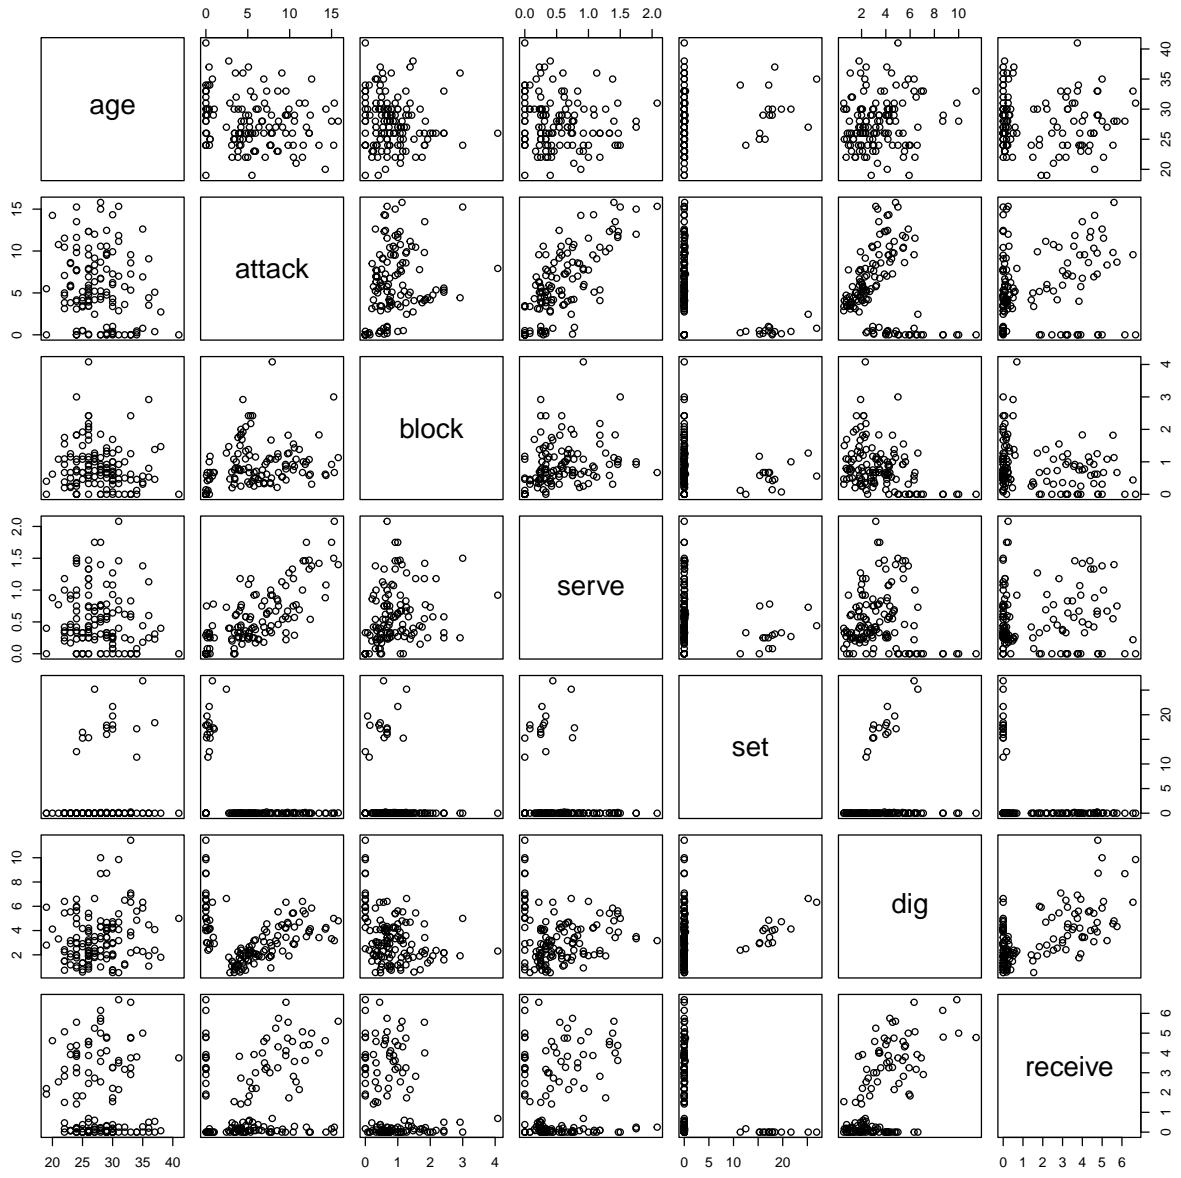 0 5 10 15 0.0 0.5 1.0 1.5 2.0 2 4 6 8 10
age 20 25 30 35 40
0 5 10 15 attack
block 0 1 2 3 4
0.0 0.5 1.0 1.5 2.0 serve
set 0 5 10 20
2 4 6 8 10 dig
receive 0 1 2 3 4 5 6
20 25 30 35 40 0 1 2 3 4 0 5 10 20 0 1 2 3 4 5 6